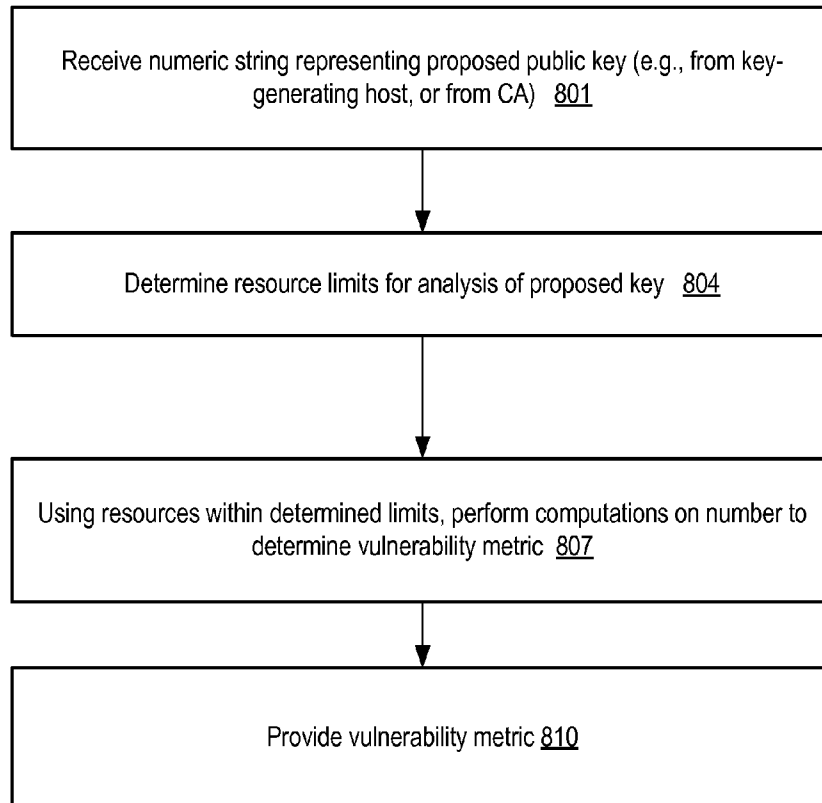 Receive numeric string representing proposed public key (e.g., from key-
generating host, or from CA) 801
Determine resource limits for analysis of proposed key 804
Using resources within determined limits, perform computations on number to
determine vulnerability metric 807
Provide vulnerability metric 810